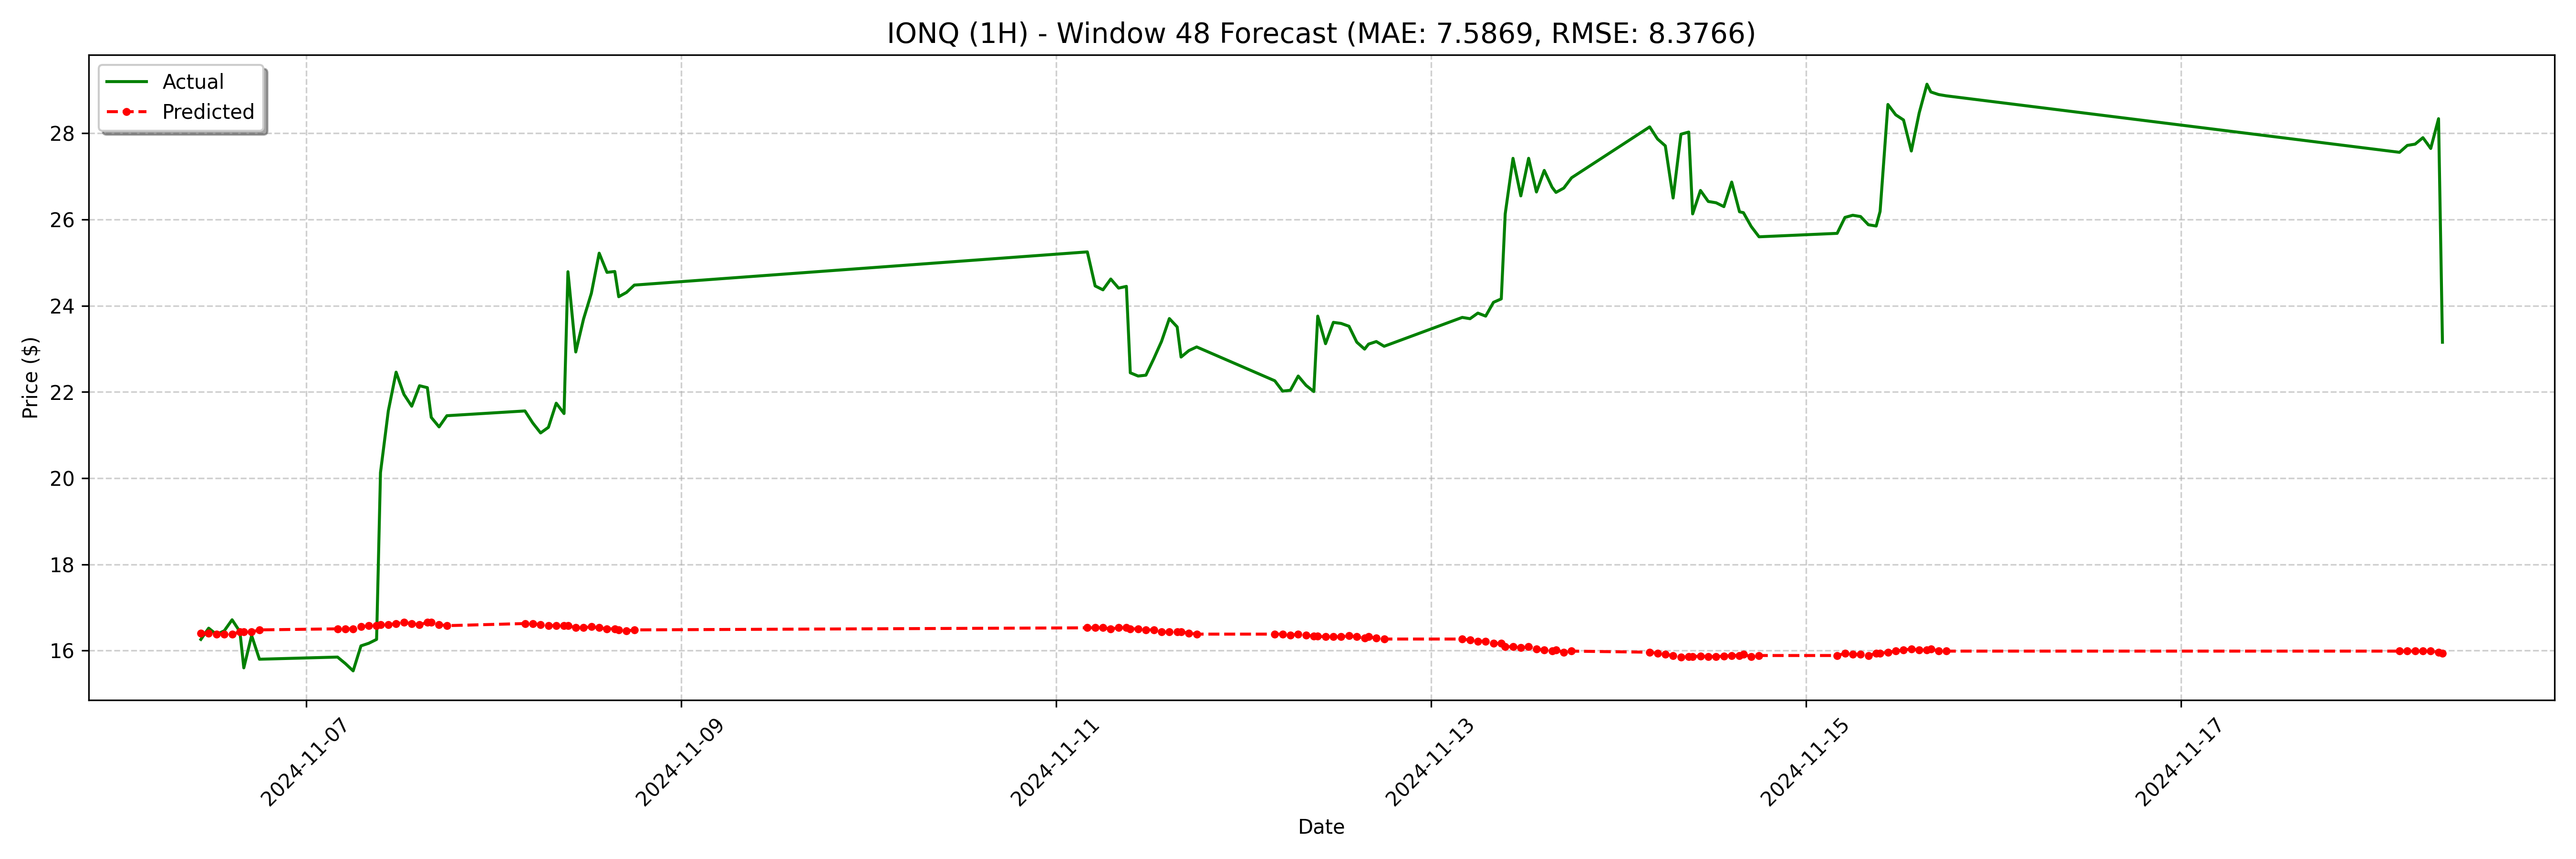 IONQ (1H) - Window 48 Forecast (MAE: 7.5869, RMSE: 8.3766)
Actual
Predicted
Price ($)
28
26
24
22
20
18
16
2024-11-07
2024-11-09
2024-11-11
2024-11-13
2024-11-15
2024-11-17
Date